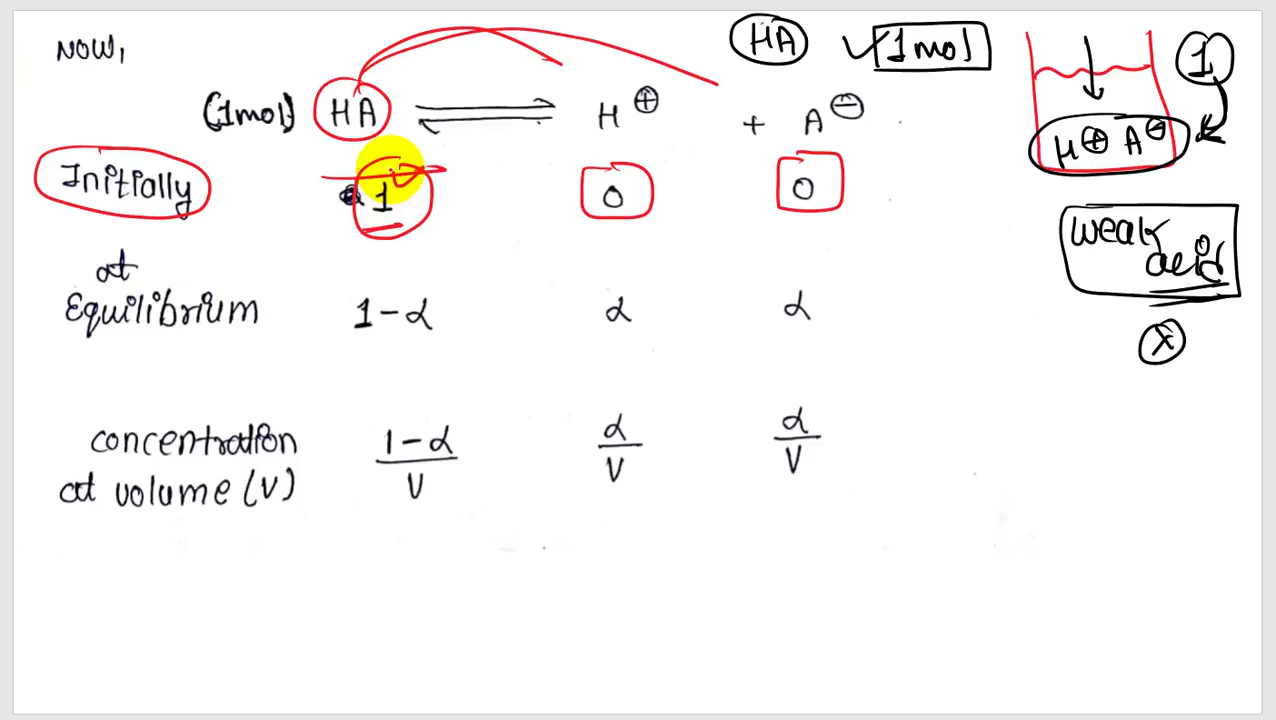 Now,
HA ✓ 1mol
1
(1mol) HA ⇌ H⊕ + A⊖
H⊕ A⊖
Initially 1 0 0
weak
acid
at
Equilibrium 1-α α α
x
concentration 1-α/V α/V α/V
at volume (V)